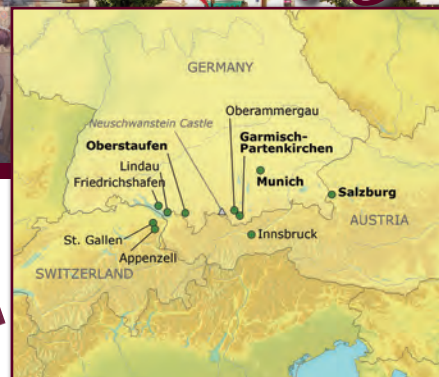 GERMANY
Oberammergau
Neuschwanstein Castle
Garmisch-
Partenkirchen
Oberstaufen
Lindau
Friedrichshafen
Munich
Salzburg
AUSTRIA
St. Gallen
Innsbruck
Appenzell
SWITZERLAND